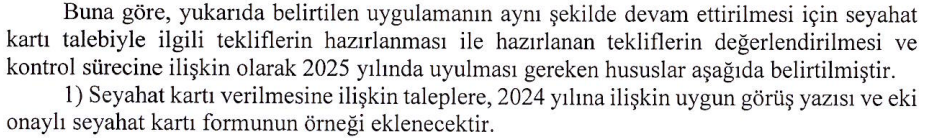 Buna göre, yukarıda belirtilen uygulamanın aynı şekilde devam ettirilmesi için seyahat
kartı talebiyle ilgili tekliflerin hazırlanması ile hazırlanan tekliflerin değerlendirilmesi ve
kontrol sürecine ilişkin olarak 2025 yılında uyulması gereken hususlar aşağıda belirtilmiştir.
1) Seyahat kartı verilmesine ilişkin taleplere, 2024 yılına ilişkin uygun görüş yazısı ve eki
onaylı seyahat kartı formunun örneği eklenecektir.